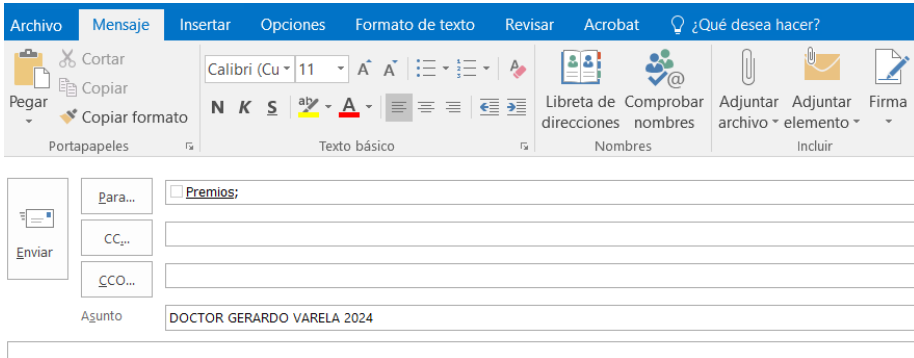 Archivo Mensaje Insertar Opciones Formato de texto Revisar Acrobat ¿Qué desea hacer?
Pegar
Cortar
Copiar
Copiar formato
Portapapeles
Calibri (Cu 11 A A
N K S ab A
Texto básico
Libreta de direcciones
Comprobar nombres
Nombres
Adjuntar archivo
Adjuntar elemento
Firma
Incluir
Enviar
Para... Premios;
CC...
CCO...
Asunto DOCTOR GERARDO VARELA 2024